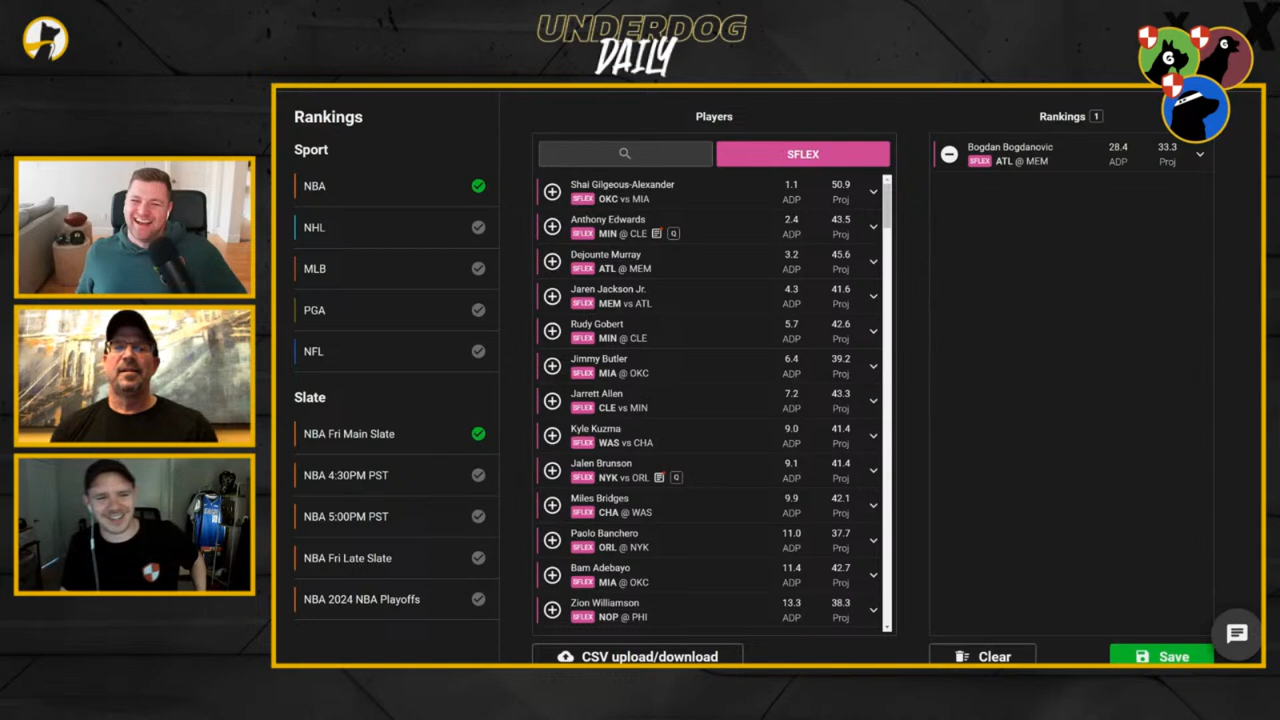 UNDERDOG
DAILY
G
G
Rankings
Sport
NBA
NHL
MLB
PGA
NFL
Slate
NBA Fri Main Slate
NBA 4:30PM PST
NBA 5:00PM PST
NBA Fri Late Slate
NBA 2024 NBA Playoffs
Players
SFLEX
Shai Gilgeous-Alexander 1.1 50.9
SFLEX OKC vs MIA ADP Proj
Anthony Edwards 2.4 43.5
SFLEX MIN @ CLE Q ADP Proj
Dejounte Murray 3.2 45.6
SFLEX ATL @ MEM ADP Proj
Jaren Jackson Jr. 4.3 41.6
SFLEX MEM vs ATL ADP Proj
Rudy Gobert 5.7 42.6
SFLEX MIN @ CLE ADP Proj
Jimmy Butler 6.4 39.2
SFLEX MIA @ OKC ADP Proj
Jarrett Allen 7.2 43.3
SFLEX CLE vs MIN ADP Proj
Kyle Kuzma 9.0 41.4
SFLEX WAS vs CHA ADP Proj
Jalen Brunson 9.1 41.4
SFLEX NYK vs ORL Q ADP Proj
Miles Bridges 9.9 42.1
SFLEX CHA @ WAS ADP Proj
Paolo Banchero 11.0 37.7
SFLEX ORL @ NYK ADP Proj
Bam Adebayo 11.4 42.7
SFLEX MIA @ OKC ADP Proj
Zion Williamson 13.3 38.3
SFLEX NOP @ PHI ADP Proj
CSV upload/download
Rankings 1
Bogdan Bogdanovic 28.4 33.3
SFLEX ATL @ MEM ADP Proj
Clear
Save